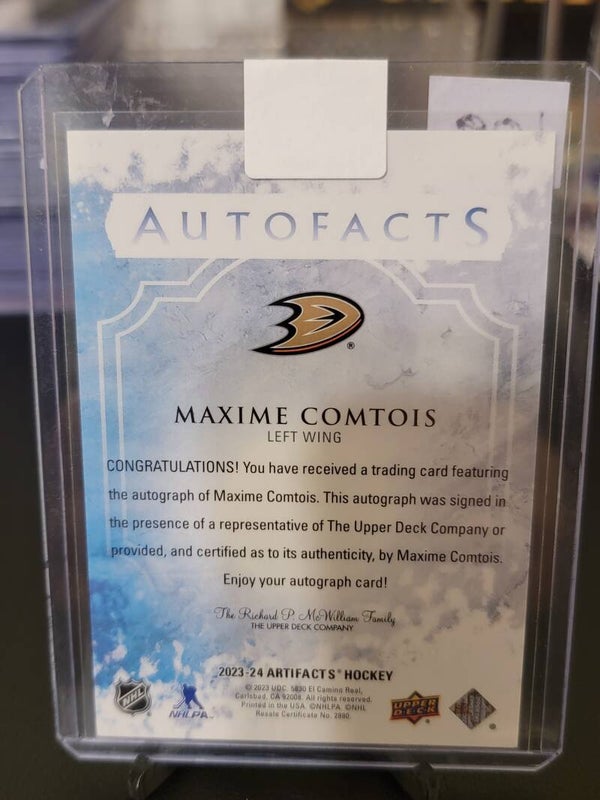 AUTOFACTS
MAXIME COMTOIS
LEFT WING
CONGRATULATIONS! You have received a trading card featuring
the autograph of Maxime Comtois. This autograph was signed in
the presence of a representative of The Upper Deck Company or
provided, and certified as to its authenticity, by Maxime Comtois.
Enjoy your autograph card!
The Richard P. McWilliam Family
THE UPPER DECK COMPANY
2023-24 ARTIFACTS® HOCKEY
© 2023 UDC. 5830 El Camino Real,
Carlsbad, CA 92008. All rights reserved.
Printed in the USA. ©NHLPA ©NHL
Resale Certificate No. 2880.
NHL
NHLPA
UPPER
DECK